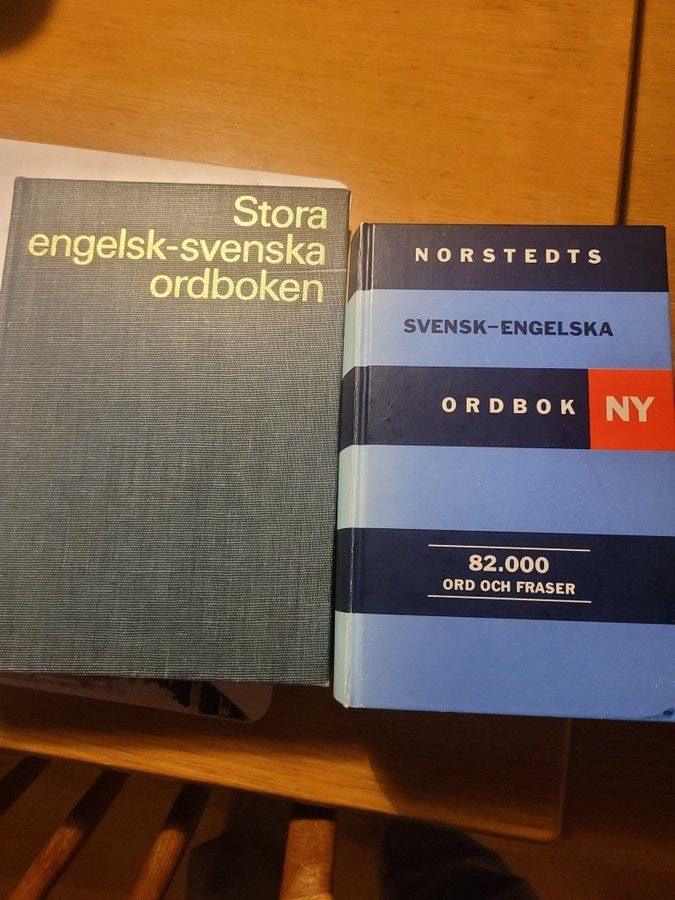 Stora
engelsk-svenska
ordboken
NORSTEDTS
SVENSK-ENGELSKA
ORDBOK
NY
82.000
ORD OCH FRASER